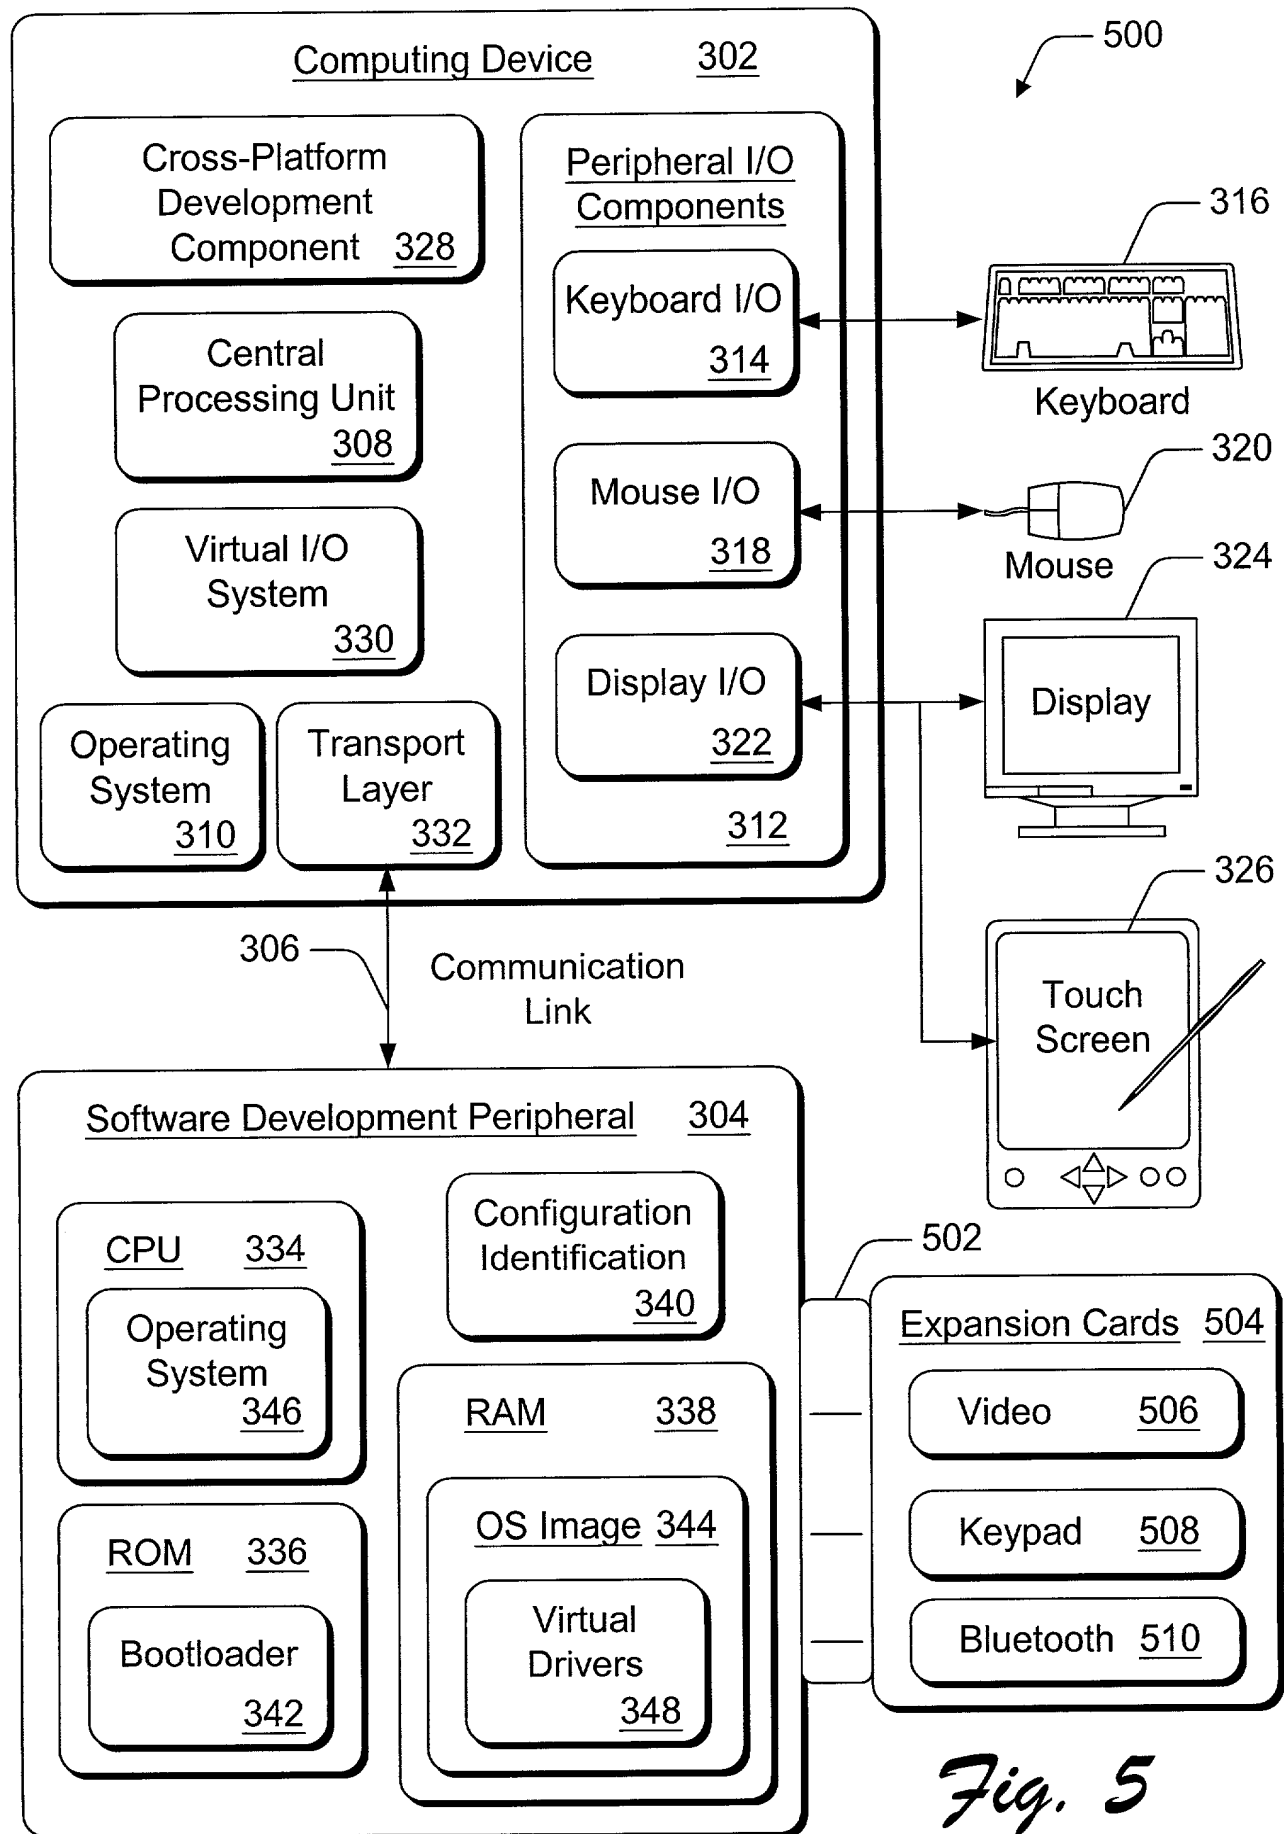 Computing Device 302
500
Cross-Platform
Development
Component 328
Central
Processing Unit
308
Virtual I/O
System
330
Operating
System
310
Transport
Layer
332
Peripheral I/O
Components
Keyboard I/O
314
Mouse I/O
318
Display I/O
322
312
316
Keyboard
320
Mouse
324
Display
326
Touch
Screen
306
Communication
Link
Software Development Peripheral 304
CPU 334
Operating
System
346
Configuration
Identification
340
ROM 336
Bootloader
342
RAM 338
OS Image 344
Virtual
Drivers
348
502
Expansion Cards 504
Video 506
Keypad 508
Bluetooth 510
Fig. 5